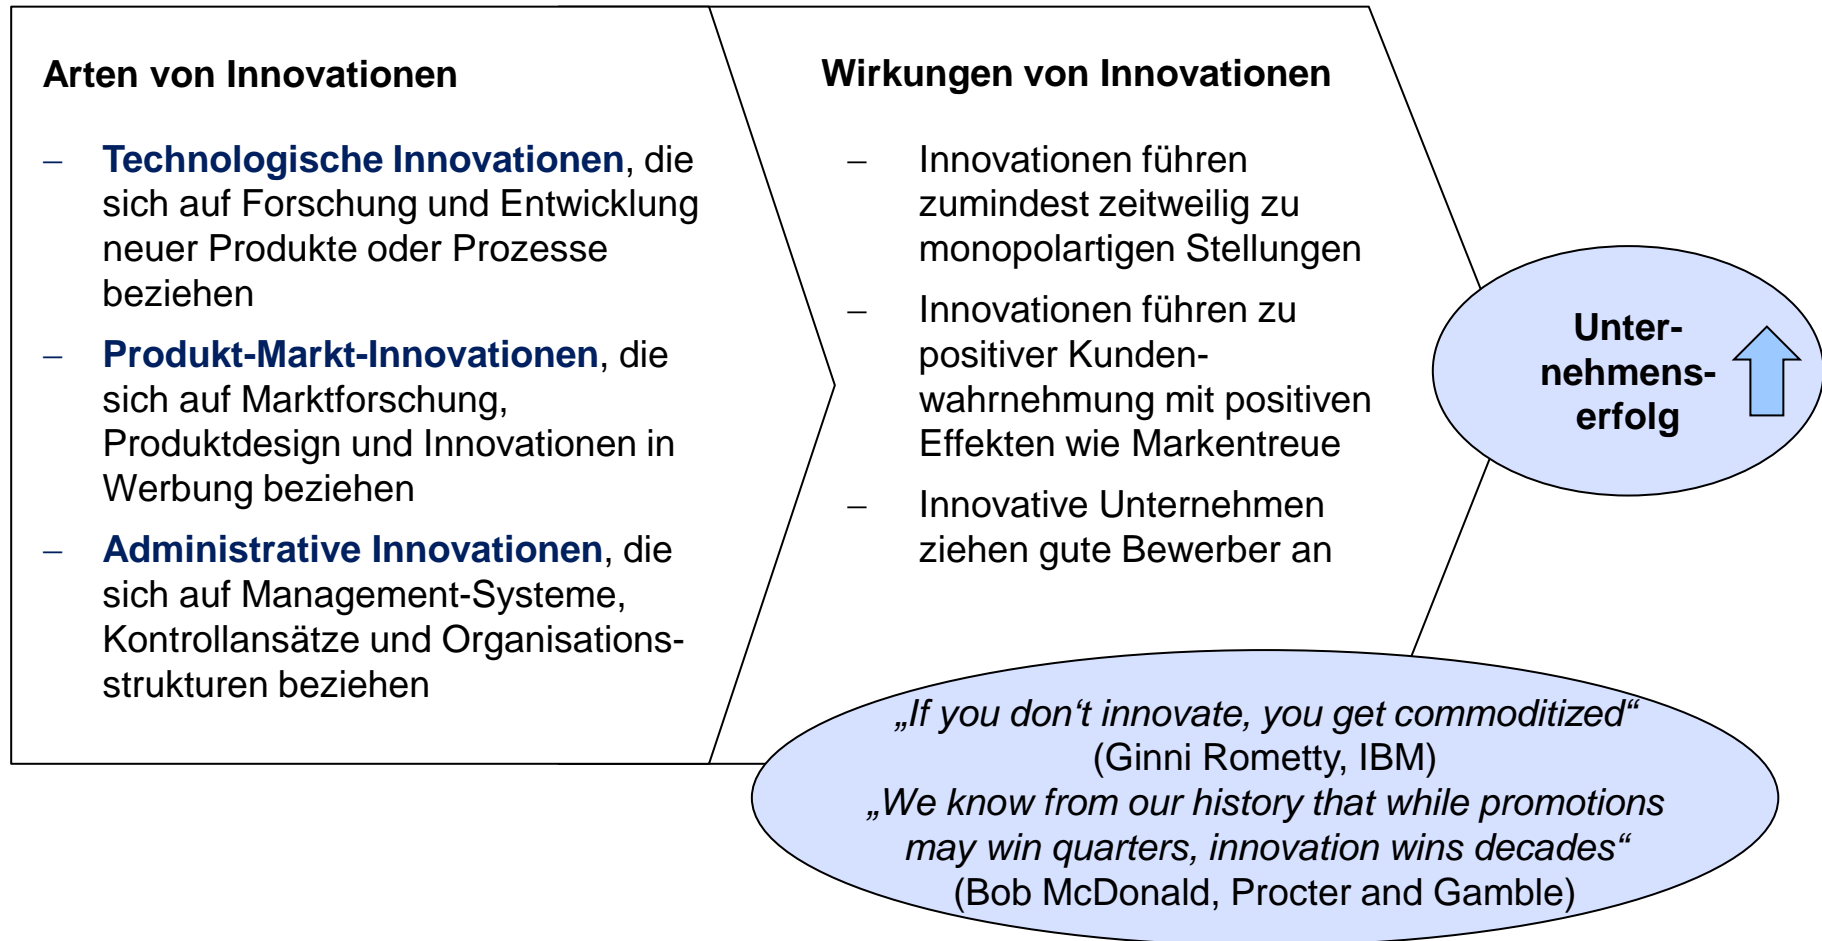 Arten von Innovationen
– Technologische Innovationen, die
sich auf Forschung und Entwicklung
neuer Produkte oder Prozesse
beziehen
– Produkt-Markt-Innovationen, die
sich auf Marktforschung,
Produktdesign und Innovationen in
Werbung beziehen
– Administrative Innovationen, die
sich auf Management-Systeme,
Kontrollansätze und Organisations-
strukturen beziehen
Wirkungen von Innovationen
– Innovationen führen
zumindest zeitweilig zu
monopolartigen Stellungen
– Innovationen führen zu
positiver Kunden-
wahrnehmung mit positiven
Effekten wie Markentreue
– Innovative Unternehmen
ziehen gute Bewerber an
Unter-
nehmens-
erfolg
„If you don‘t innovate, you get commoditized“
(Ginni Rometty, IBM)
„We know from our history that while promotions
may win quarters, innovation wins decades“
(Bob McDonald, Procter and Gamble)